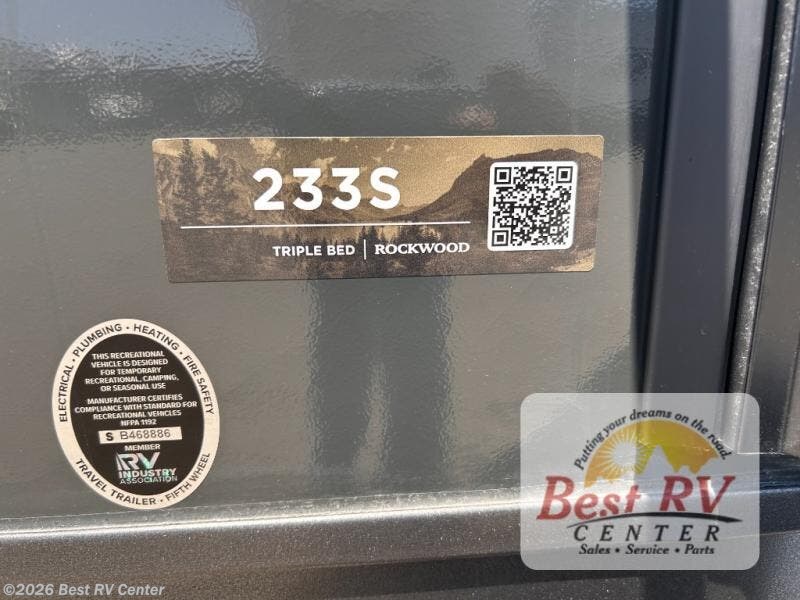 233S
TRIPLE BED | ROCKWOOD
ELECTRICAL · PLUMBING · HEATING · FIRE SAFETY
THIS RECREATIONAL
VEHICLE IS DESIGNED
FOR TEMPORARY
RECREATIONAL, CAMPING,
OR SEASONAL USE
MANUFACTURER CERTIFIES
COMPLIANCE WITH STANDARD FOR
RECREATIONAL VEHICLES
NFPA 1192
S B468886
MEMBER
RV
INDUSTRY
ASSOCIATION
TRAVEL TRAILER · FIFTH WHEEL
Putting your dreams on the road.
Best RV
CENTER
Sales • Service • Parts
©2026 Best RV Center